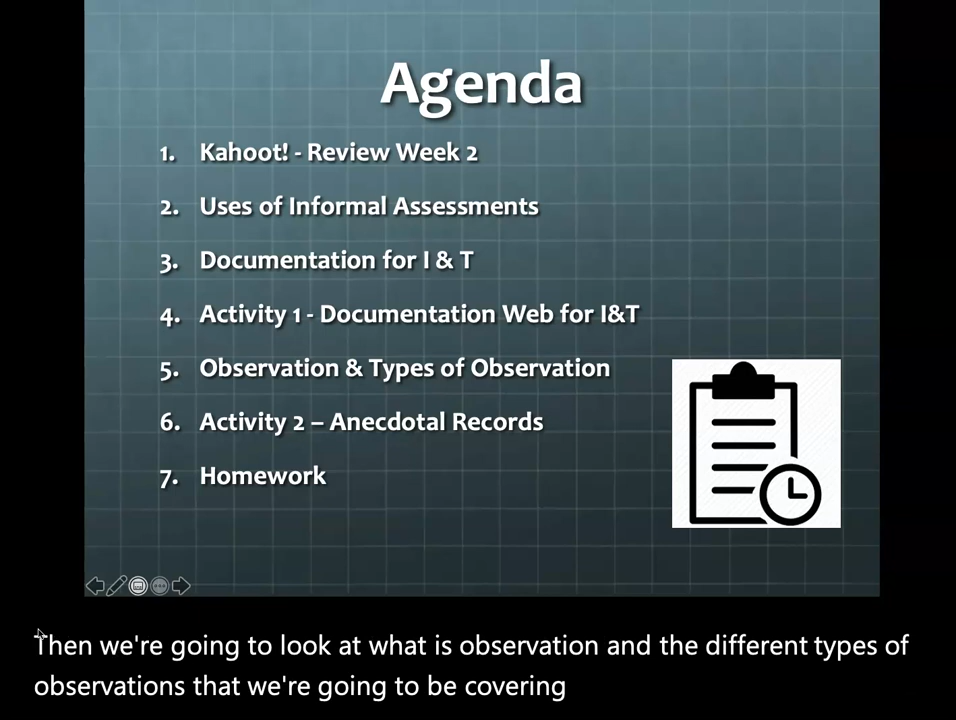 Agenda
1. Kahoot! - Review Week 2
2. Uses of Informal Assessments
3. Documentation for I & T
4. Activity 1 - Documentation Web for I&T
5. Observation & Types of Observation
6. Activity 2 – Anecdotal Records
7. Homework
Then we're going to look at what is observation and the different types of
observations that we're going to be covering